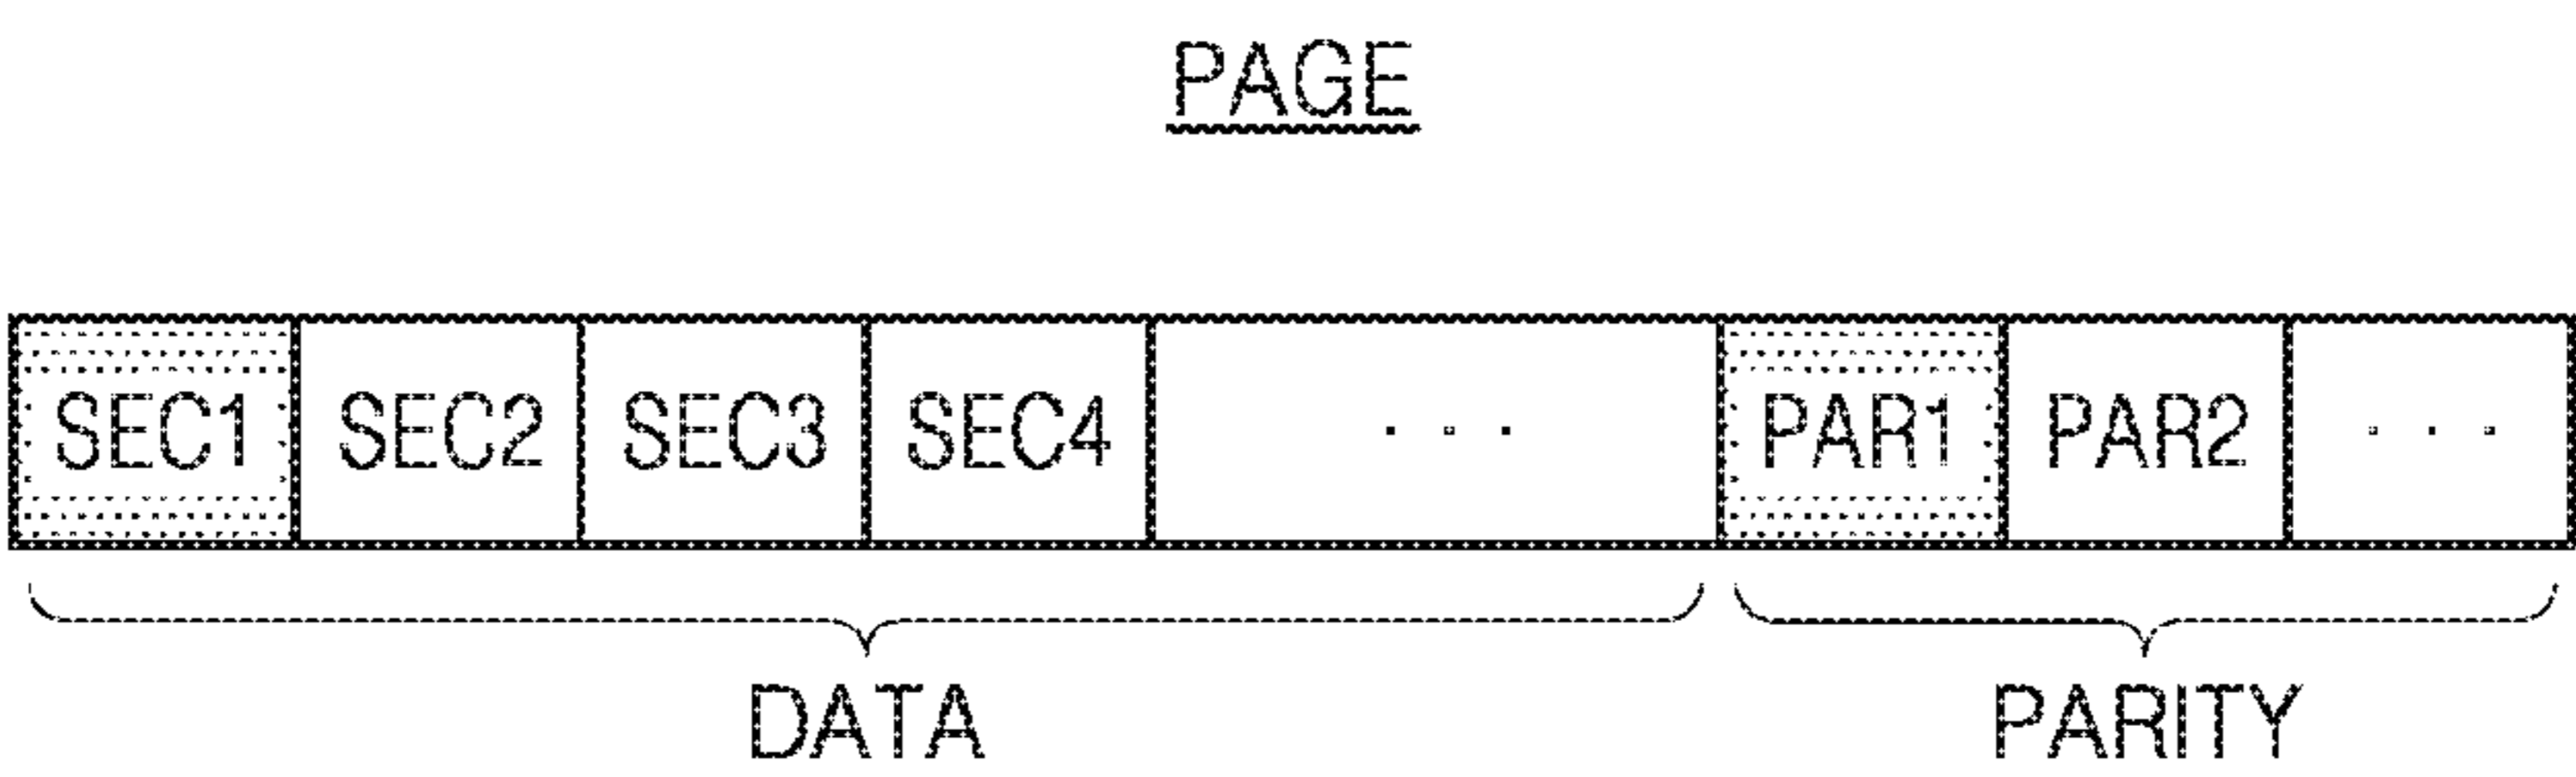 PAGE
SEC1 SEC2 SEC3 SEC4 ... PAR1 PAR2 ...
DATA PARITY